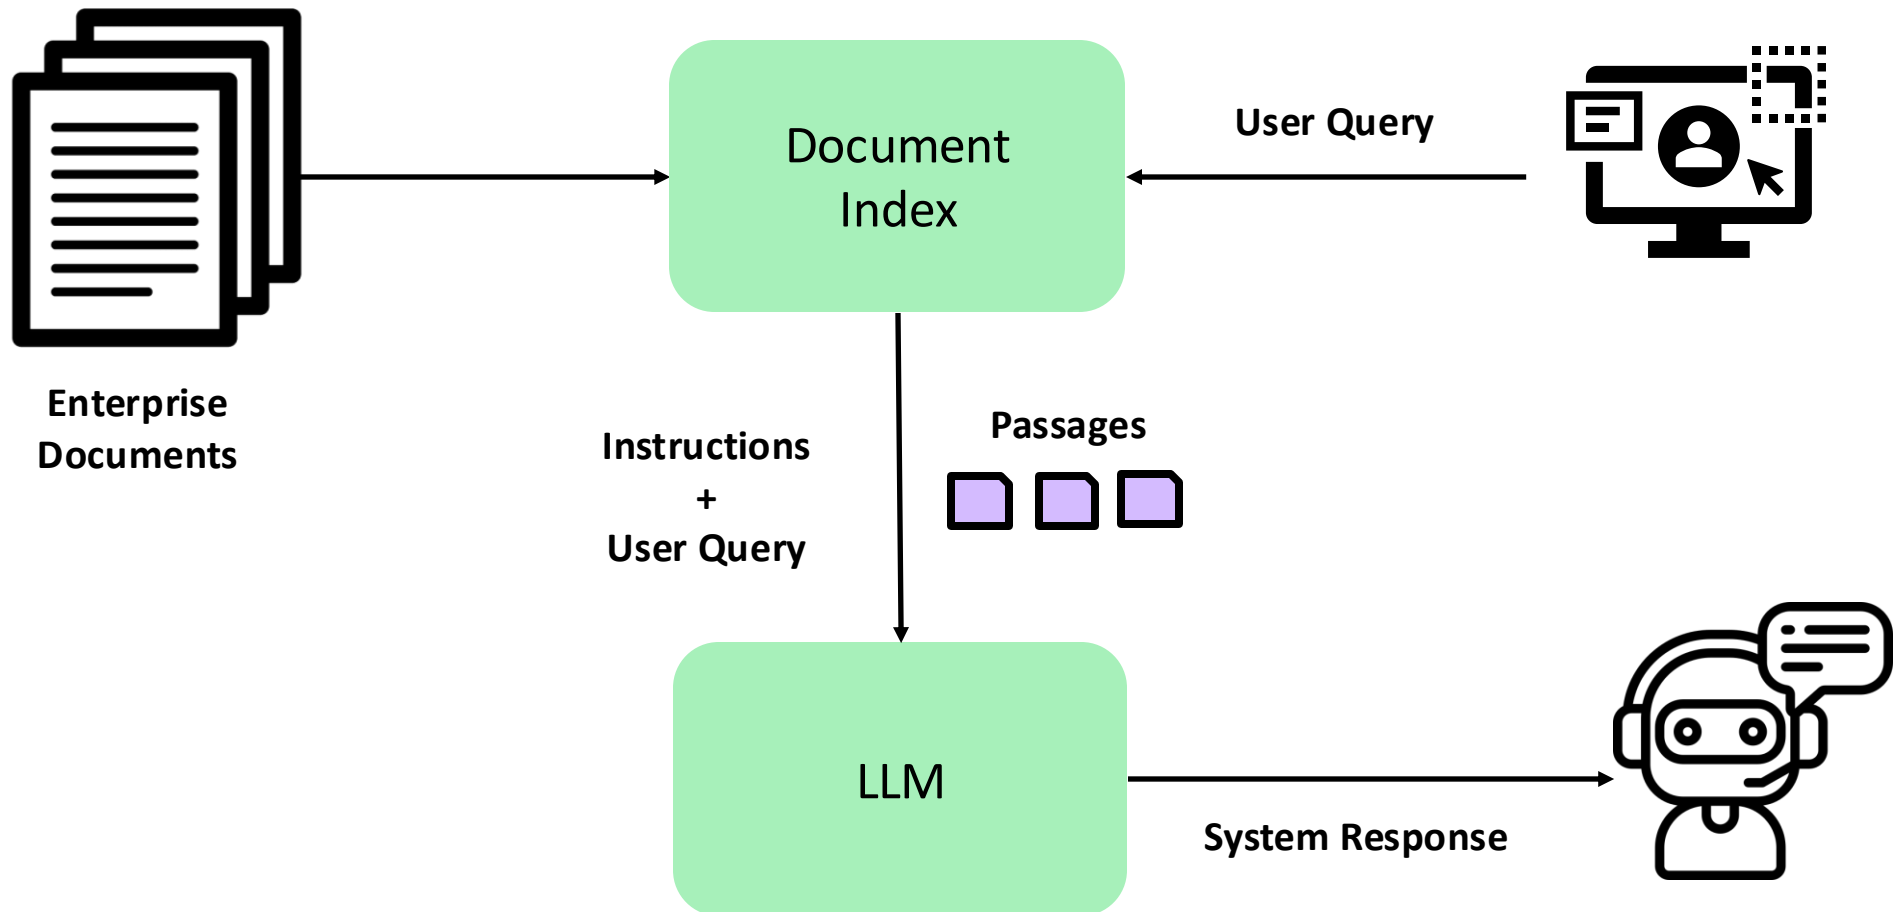 Document
Index
User Query
Enterprise
Documents
Instructions
+
User Query
Passages
LLM
System Response